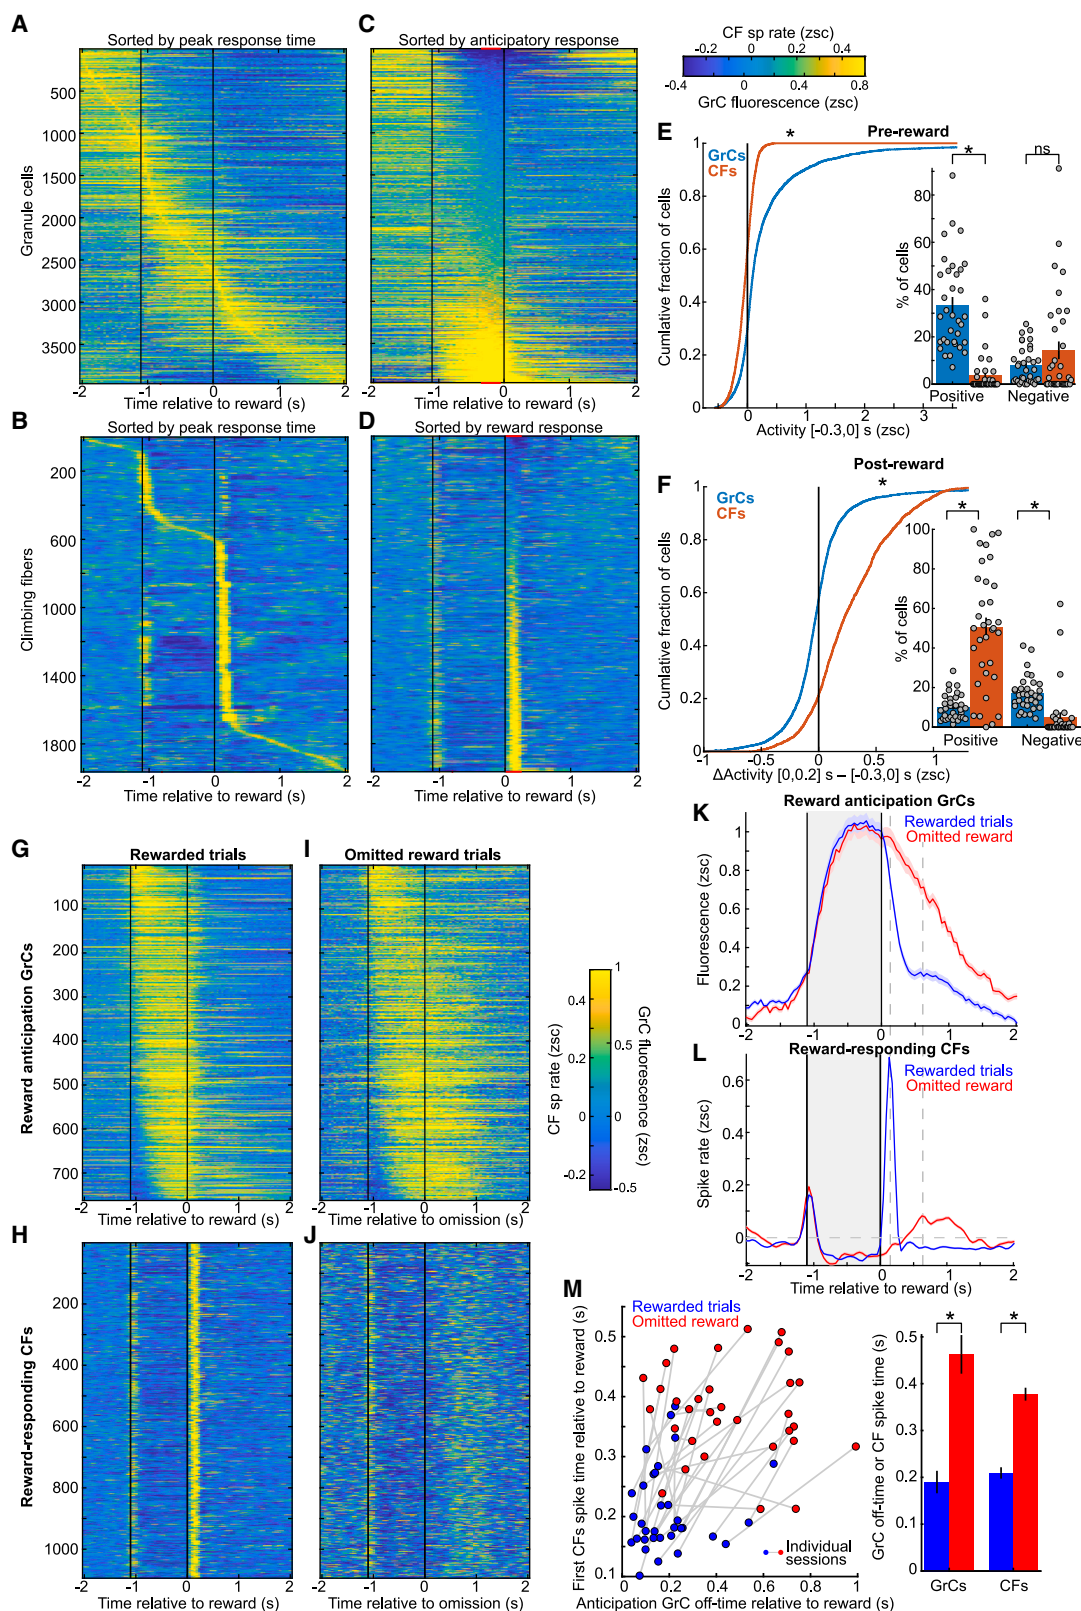 A
Sorted by peak response time
Granule cells
500
1000
1500
2000
2500
3000
3500
-2
-1
0
1
2
Time relative to reward (s)
C
Sorted by anticipatory response
-2
-1
0
1
2
Time relative to reward (s)
CF sp rate (zsc)
-0.2
0
0.2
0.4
-0.4
0
0.4
0.8
GrC fluorescence (zsc)
E
Pre-reward
GrCs
CFs
*
Cumulative fraction of cells
0.2
0.4
0.6
0.8
1
0
1
2
3
Activity [-0.3,0] s (zsc)
% of cells
0
20
40
60
80
*
ns
Positive
Negative
B
Sorted by peak response time
Climbing fibers
200
600
1000
1400
1800
-2
-1
0
1
2
Time relative to reward (s)
D
Sorted by reward response
-2
-1
0
1
2
Time relative to reward (s)
F
Post-reward
GrCs
CFs
*
Cumulative fraction of cells
0
0.2
0.4
0.6
0.8
1
-1
-0.5
0
0.5
1
ΔActivity [0,0.2] s – [-0.3,0] s (zsc)
% of cells
0
20
40
60
80
100
*
*
Positive
Negative
G
Rewarded trials
Reward anticipation GrCs
100
200
300
400
500
600
700
-2
-1
0
1
2
Time relative to reward (s)
I
Omitted reward trials
-2
-1
0
1
2
Time relative to omission (s)
CF sp rate (zsc)
0.4
0.2
0
-0.2
1
0.5
0
-0.5
GrC fluorescence (zsc)
K
Reward anticipation GrCs
Rewarded trials
Omitted reward
Fluorescence (zsc)
0
0.2
0.4
0.6
0.8
1
-2
-1
0
1
2
L
Reward-responding CFs
Rewarded trials
Omitted reward
Spike rate (zsc)
0
0.2
0.4
0.6
-2
-1
0
1
2
Time relative to reward (s)
H
Reward-responding CFs
200
400
600
800
1000
-2
-1
0
1
2
Time relative to reward (s)
J
-2
-1
0
1
2
Time relative to omission (s)
M
Rewarded trials
Omitted reward
First CFs spike time relative to reward (s)
0.1
0.2
0.3
0.4
0.5
0
0.2
0.4
0.6
0.8
1
Anticipation GrC off-time relative to reward (s)
Individual
sessions
GrC off-time or CF spike time (s)
0
0.1
0.2
0.3
0.4
0.5
*
*
GrCs
CFs